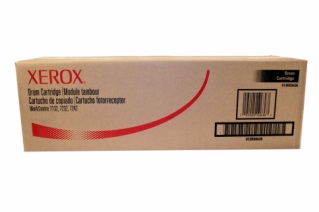 XEROX
Drum Cartridge | Module tambour
Cartucho de copiado | Cartucho fotorreceptor
WorkCentre 7132, 7232, 7242
Drum
Cartridge